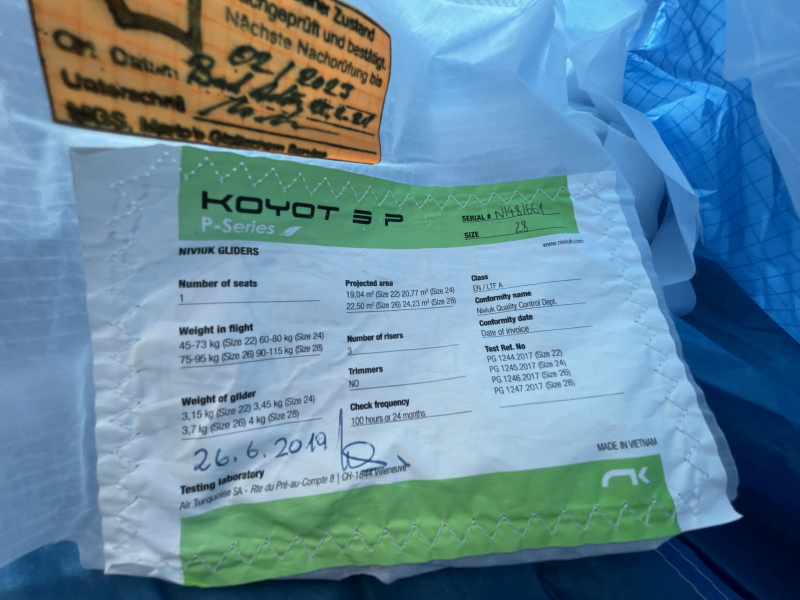 Zustand
nachgeprüft und bestätigt.
Nächste Nachprüfung bis
02/2023
Ort, Datum Bad
Unterschrift
KOYOT 3 P
P-Series
SERIAL # N1481661
SIZE 28
www.niviuk.com
NIVIUK GLIDERS
Number of seats
1
Weight in flight
45-73 kg (Size 22) 60-80 kg (Size 24)
75-95 kg (Size 26) 90-115 kg (Size 28)
Weight of glider
3,15 kg (Size 22) 3,45 kg (Size 24)
3,7 kg (Size 26) 4 kg (Size 28)
26.6.2019
Testing laboratory
Air Turquoise SA - Rte du Pré-au-Compte 8 | CH-1844 Villeneuve
Projected area
19,04 m² (Size 22) 20,77 m² (Size 24)
22,50 m² (Size 26) 24,23 m² (Size 28)
Number of risers
3
Trimmers
NO
Check frequency
100 hours or 24 months
Class
EN / LTF A
Conformity name
Niviuk Quality Control Dept.
Conformity date
Date of invoice
Test Ref. No
PG 1244.2017 (Size 22)
PG 1245.2017 (Size 24)
PG 1246.2017 (Size 26)
PG 1247.2017 (Size 28)
MADE IN VIETNAM